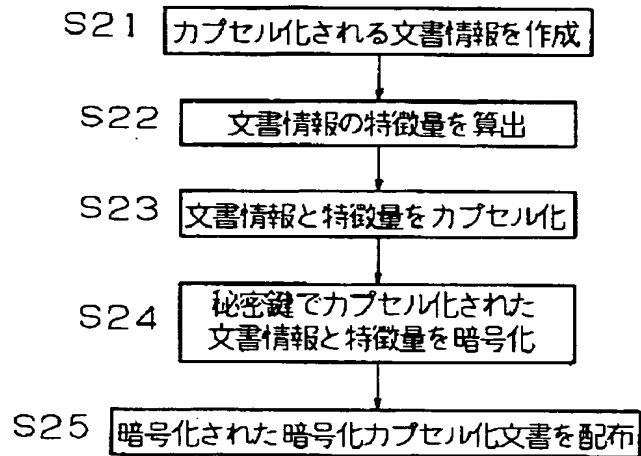 S21 カプセル化される文書情報を作成
S22 文書情報の特徴量を算出
S23 文書情報と特徴量をカプセル化
S24 秘密鍵でカプセル化された
文書情報と特徴量を暗号化
S25 暗号化された暗号化カプセル化文書を配布